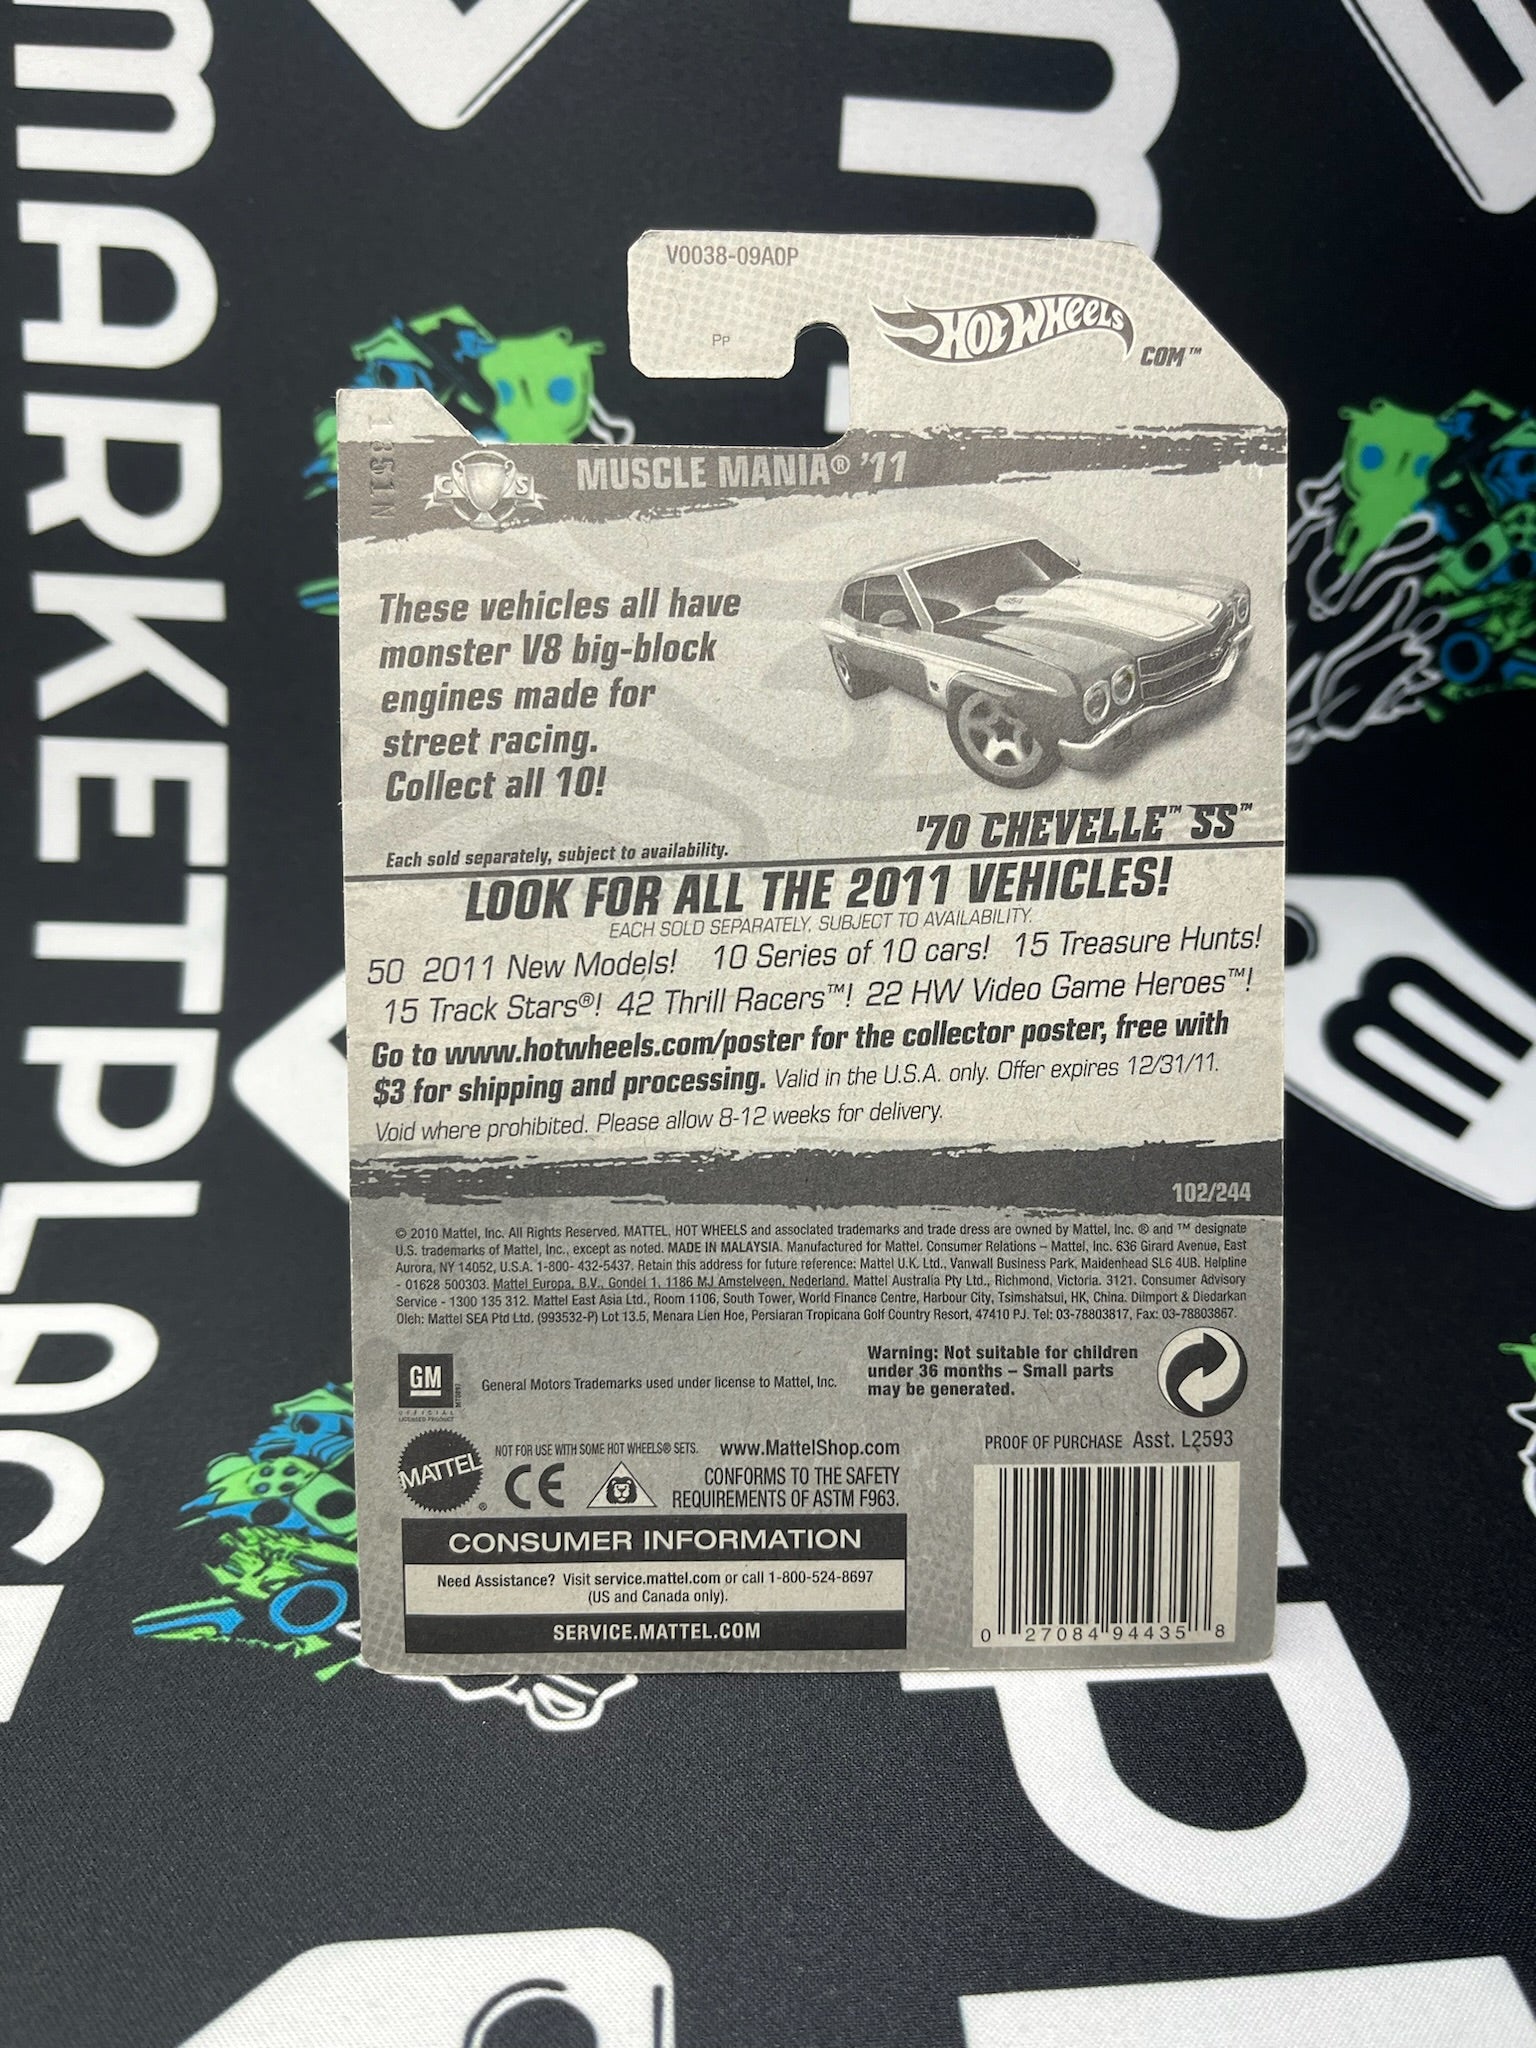 V0038-09A0P
Pp
HOT WHEELS
COM™
MUSCLE MANIA® '11
C S
These vehicles all have
monster V8 big-block
engines made for
street racing.
Collect all 10!
'70 CHEVELLE™ SS™
Each sold separately, subject to availability.
LOOK FOR ALL THE 2011 VEHICLES!
EACH SOLD SEPARATELY, SUBJECT TO AVAILABILITY.
50 2011 New Models! 10 Series of 10 cars! 15 Treasure Hunts!
15 Track Stars®! 42 Thrill Racers™! 22 HW Video Game Heroes™!
Go to www.hotwheels.com/poster for the collector poster, free with
$3 for shipping and processing. Valid in the U.S.A. only. Offer expires 12/31/11.
Void where prohibited. Please allow 8-12 weeks for delivery.
102/244
© 2010 Mattel, Inc. All Rights Reserved. MATTEL, HOT WHEELS and associated trademarks and trade dress are owned by Mattel, Inc. ® and ™ designate
U.S. trademarks of Mattel, Inc., except as noted. MADE IN MALAYSIA. Manufactured for Mattel. Consumer Relations – Mattel, Inc. 636 Girard Avenue, East
Aurora, NY 14052, U.S.A. 1-800- 432-5437. Retain this address for future reference: Mattel U.K. Ltd., Vanwall Business Park, Maidenhead SL6 4UB. Helpline
- 01628 500303. Mattel Europa, B.V., Gondel 1, 1186 MJ Amstelveen, Nederland. Mattel Australia Pty Ltd., Richmond, Victoria. 3121. Consumer Advisory
Service - 1300 135 312. Mattel East Asia Ltd., Room 1106, South Tower, World Finance Centre, Harbour City, Tsimshatsui, HK, China. Diimport & Diedarkan
Oleh: Mattel SEA Ptd Ltd. (993532-P) Lot 13.5, Menara Lien Hoe, Persiaran Tropicana Golf Country Resort, 47410 PJ. Tel: 03-78803817, Fax: 03-78803867.
GM
OFFICIAL
LICENSED PRODUCT
General Motors Trademarks used under license to Mattel, Inc.
Warning: Not suitable for children
under 36 months – Small parts
may be generated.
MATTEL®
NOT FOR USE WITH SOME HOT WHEELS® SETS. www.MattelShop.com
CE
CONFORMS TO THE SAFETY
REQUIREMENTS OF ASTM F963.
PROOF OF PURCHASE Asst. L2593
CONSUMER INFORMATION
Need Assistance? Visit service.mattel.com or call 1-800-524-8697
(US and Canada only).
SERVICE.MATTEL.COM
0 27084 94435 8
MARKETPLAC